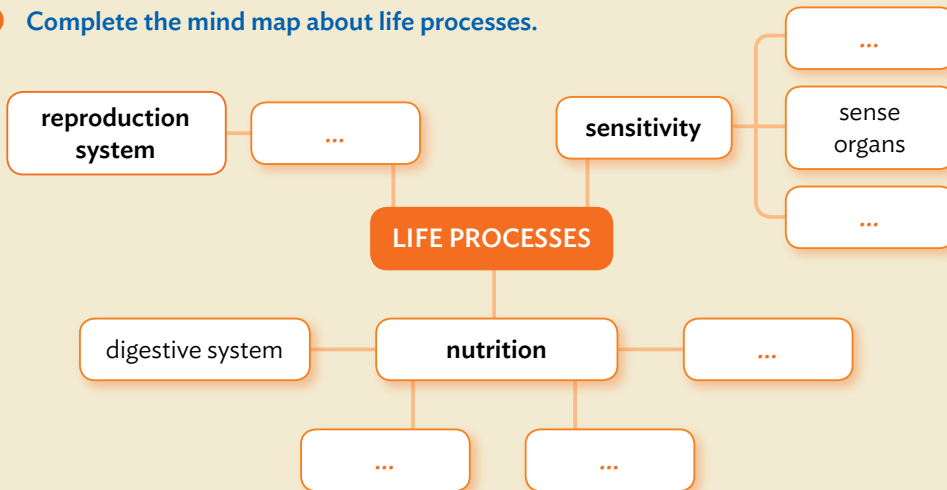 Complete the mind map about life processes.
...
reproduction
system
...
sensitivity
sense
organs
...
LIFE PROCESSES
digestive system
nutrition
...
...
...